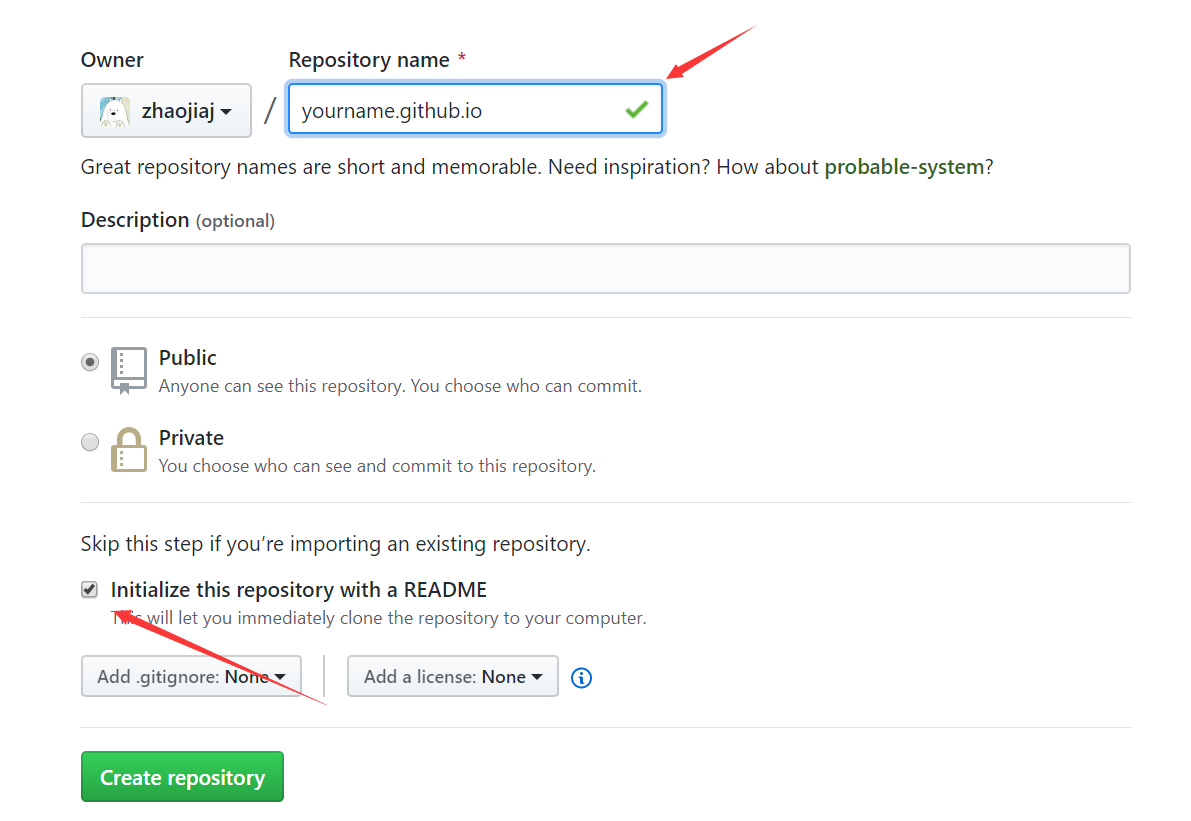 Owner
Repository name *
zhaojiaj / yourname.github.io
Great repository names are short and memorable. Need inspiration? How about probable-system?
Description (optional)
Public
Anyone can see this repository. You choose who can commit.
Private
You choose who can see and commit to this repository.
Skip this step if you’re importing an existing repository.
Initialize this repository with a README
This will let you immediately clone the repository to your computer.
Add .gitignore: None
Add a license: None
Create repository